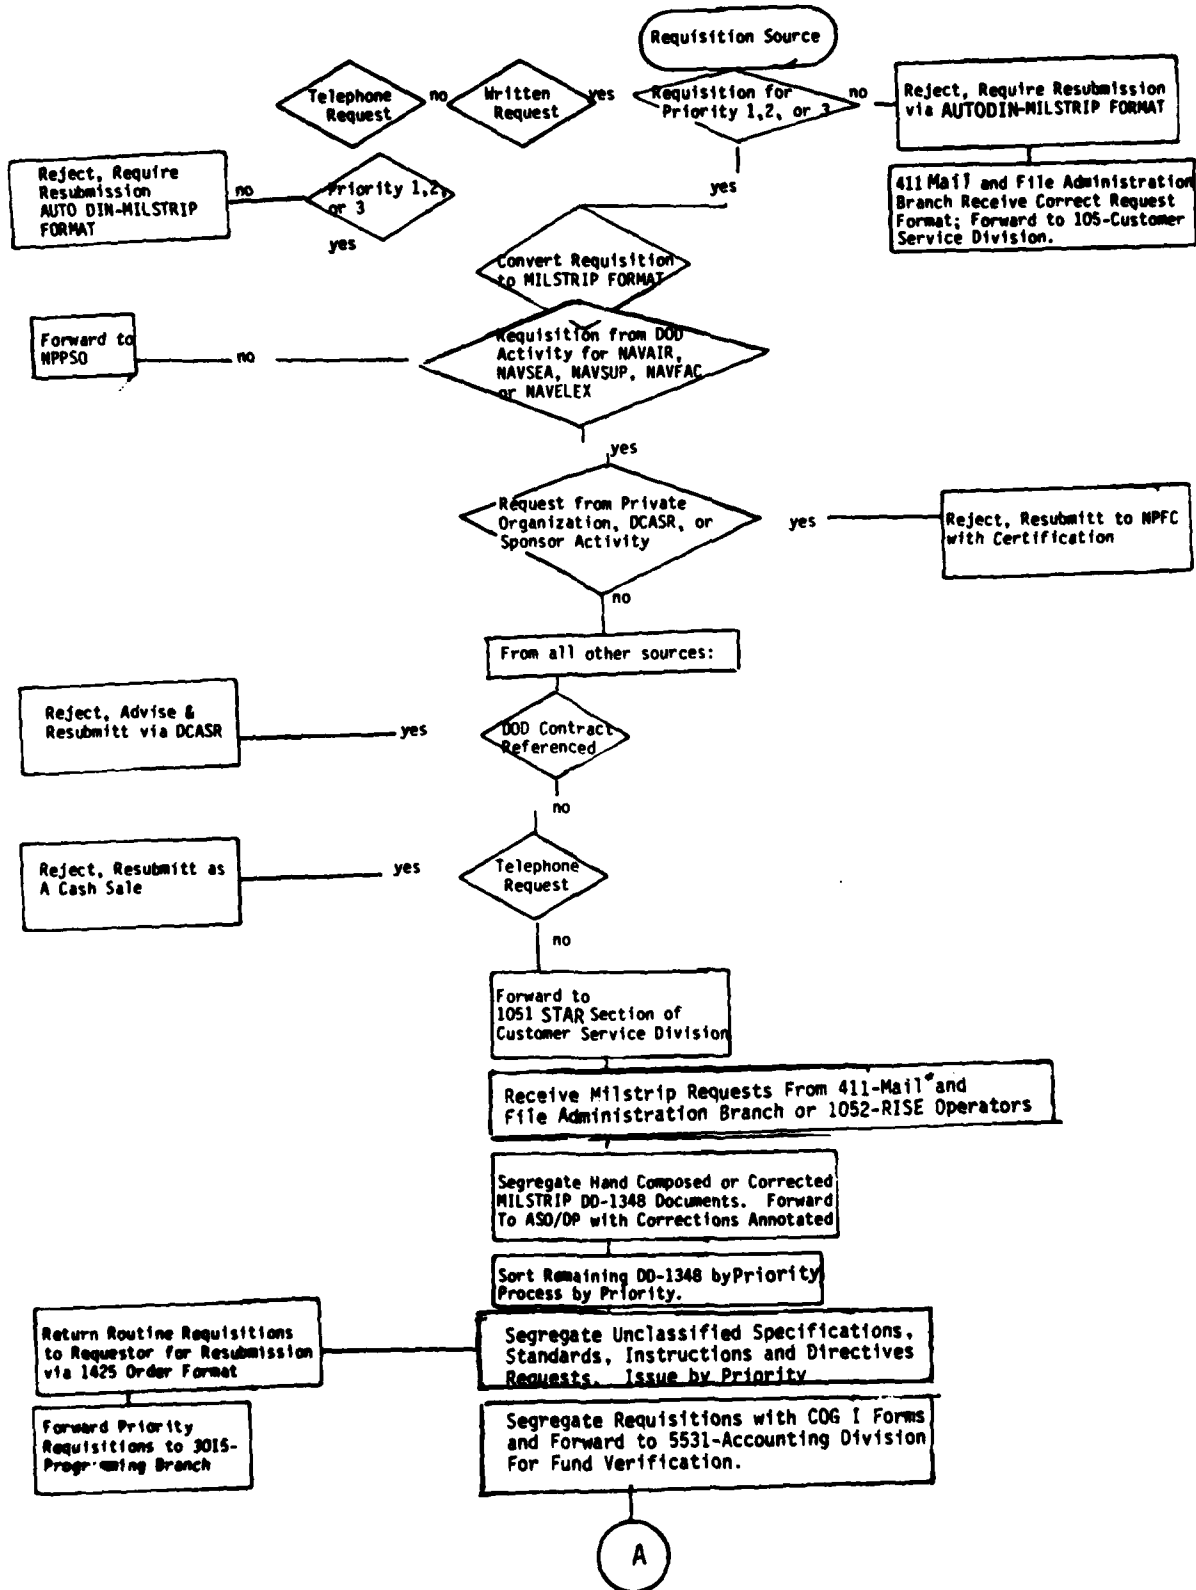 Requisition Source
Telephone
Request
no
Written
Request
yes
Requisition for
Priority 1,2, or 3
no
Reject, Require Resubmission
via AUTODIN-MILSTRIP FORMAT
yes
411 Mail and File Administration
Branch Receive Correct Request
Format; Forward to 105-Customer
Service Division.
Reject, Require
Resubmission
AUTO DIN-MILSTRIP
FORMAT
no
Priority 1,2,
or 3
yes
Convert Requisition
to MILSTRIP FORMAT
Forward to
NPPSO
no
Requisition from DOD
Activity for NAVAIR,
NAVSEA, NAVSUP, NAVFAC
or NAVELEX
yes
Request from Private
Organization, DCASR, or
Sponsor Activity
yes
Reject, Resubmitt to NPFC
with Certification
no
From all other sources:
Reject, Advise &
Resubmitt via DCASR
yes
DOD Contract
Referenced
no
Reject, Resubmitt as
A Cash Sale
yes
Telephone
Request
no
Forward to
1051 STAR Section of
Customer Service Division
Receive Milstrip Requests From 411-Mail and
File Administration Branch or 1052-RISE Operators
Segregate Hand Composed or Corrected
MILSTRIP DD-1348 Documents. Forward
To ASO/DP with Corrections Annotated
Sort Remaining DD-1348 by Priority
Process by Priority.
Return Routine Requisitions
to Requestor for Resubmission
via 1425 Order Format
Segregate Unclassified Specifications,
Standards, Instructions and Directives
Requests. Issue by Priority
Forward Priority
Requisitions to 3015-
Branch
Segregate Requisitions with COG I Forms
and Forward to 5531-Accounting Division
For Fund Verification.
A